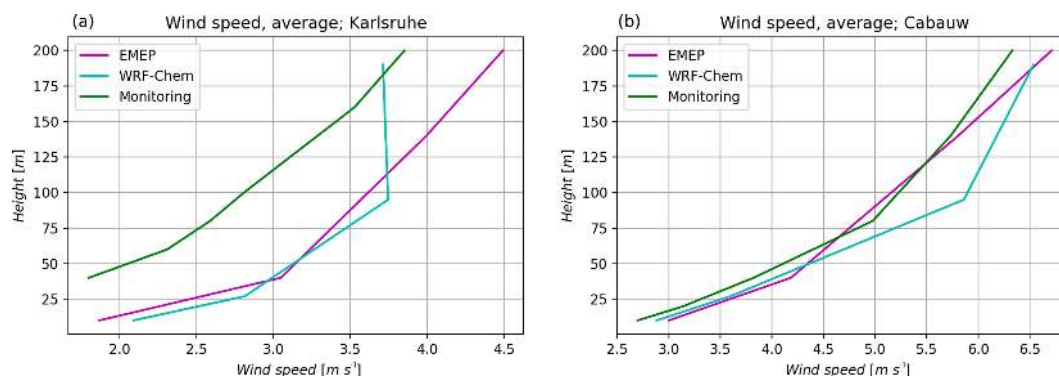 (a) Wind speed, average; Karlsruhe
200
175
150
125
100
75
50
25
Height [m]
EMEP
WRF-Chem
Monitoring
2.0 2.5 3.0 3.5 4.0 4.5
Wind speed [m s⁻¹]
(b) Wind speed, average; Cabauw
200
175
150
125
100
75
50
25
Height [m]
EMEP
WRF-Chem
Monitoring
2.5 3.0 3.5 4.0 4.5 5.0 5.5 6.0 6.5
Wind speed [m s⁻¹]